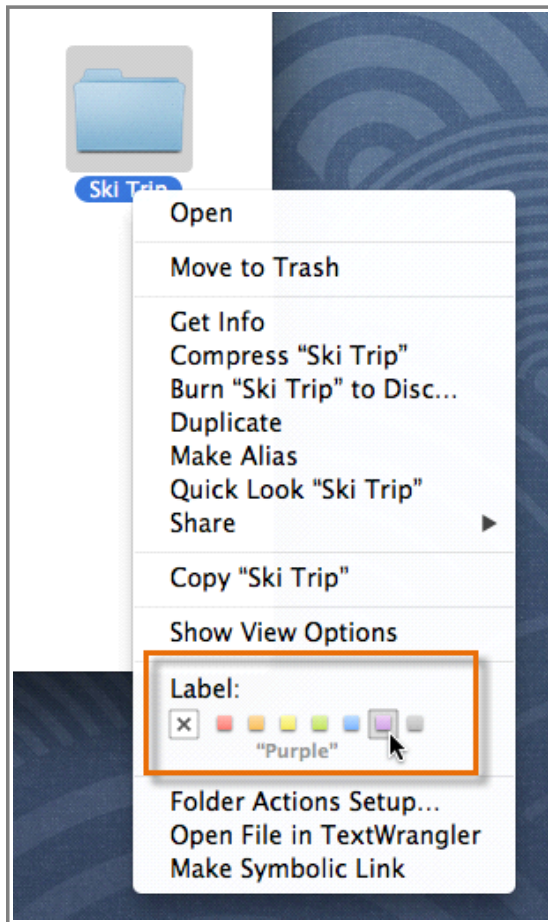 Ski Trip
Open
Move to Trash
Get Info
Compress “Ski Trip”
Burn “Ski Trip” to Disc...
Duplicate
Make Alias
Quick Look “Ski Trip”
Share
Copy “Ski Trip”
Show View Options
Label:
“Purple”
Folder Actions Setup...
Open File in TextWrangler
Make Symbolic Link